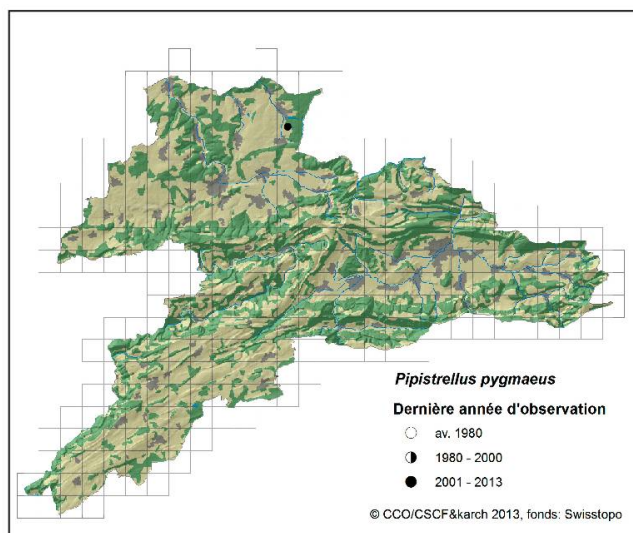 Pipistrellus pygmaeus
Dernière année d'observation
av. 1980
1980 - 2000
2001 - 2013
© CCO/CSCF&karch 2013, fonds: Swisstopo